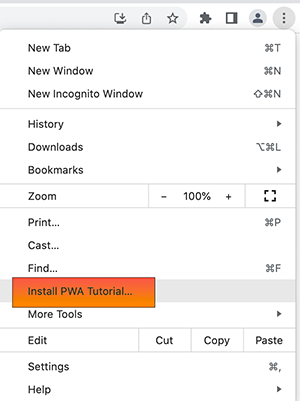 New Tab ⌘T
New Window ⌘N
New Incognito Window ⇧⌘N
History
Downloads ⌥⌘L
Bookmarks
Zoom − 100% +
Print... ⌘P
Cast...
Find... ⌘F
Install PWA Tutorial...
More Tools
Edit Cut Copy Paste
Settings ⌘,
Help